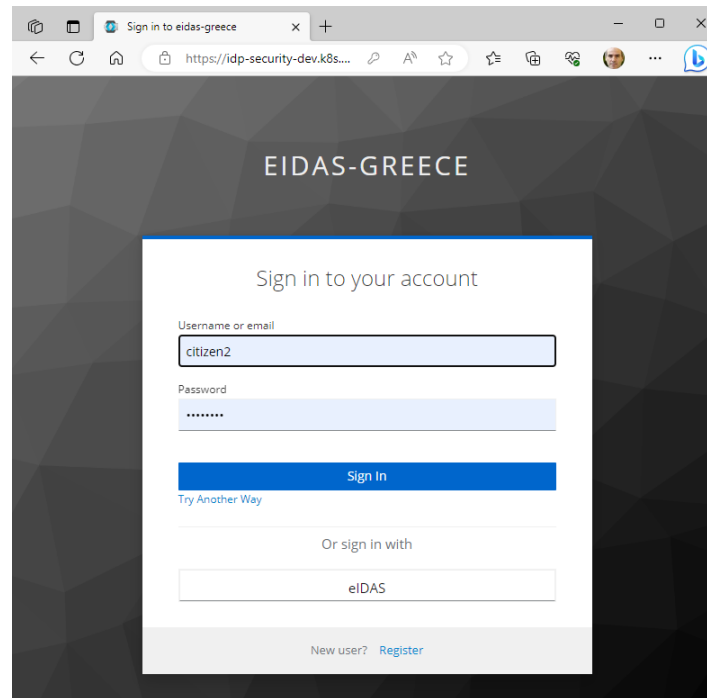 Sign in to eidas-greece
https://idp-security-dev.k8s....
EIDAS-GREECE
Sign in to your account
Username or email
citizen2
Password
••••••••
Sign In
Try Another Way
Or sign in with
eIDAS
New user? Register